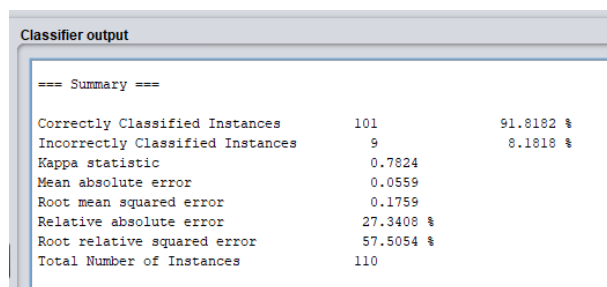 Classifier output
=== Summary ===
Correctly Classified Instances 101 91.8182 %
Incorrectly Classified Instances 9 8.1818 %
Kappa statistic 0.7824
Mean absolute error 0.0559
Root mean squared error 0.1759
Relative absolute error 27.3408 %
Root relative squared error 57.5054 %
Total Number of Instances 110